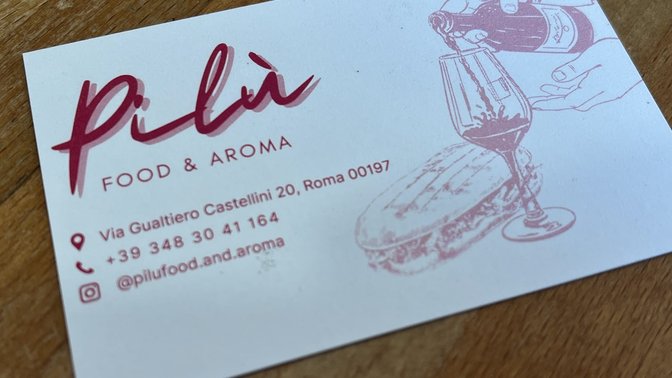 Pilù
FOOD & AROMA
Via Gualtiero Castellini 20, Roma 00197
+39 348 30 41 164
@pilufood.and.aroma